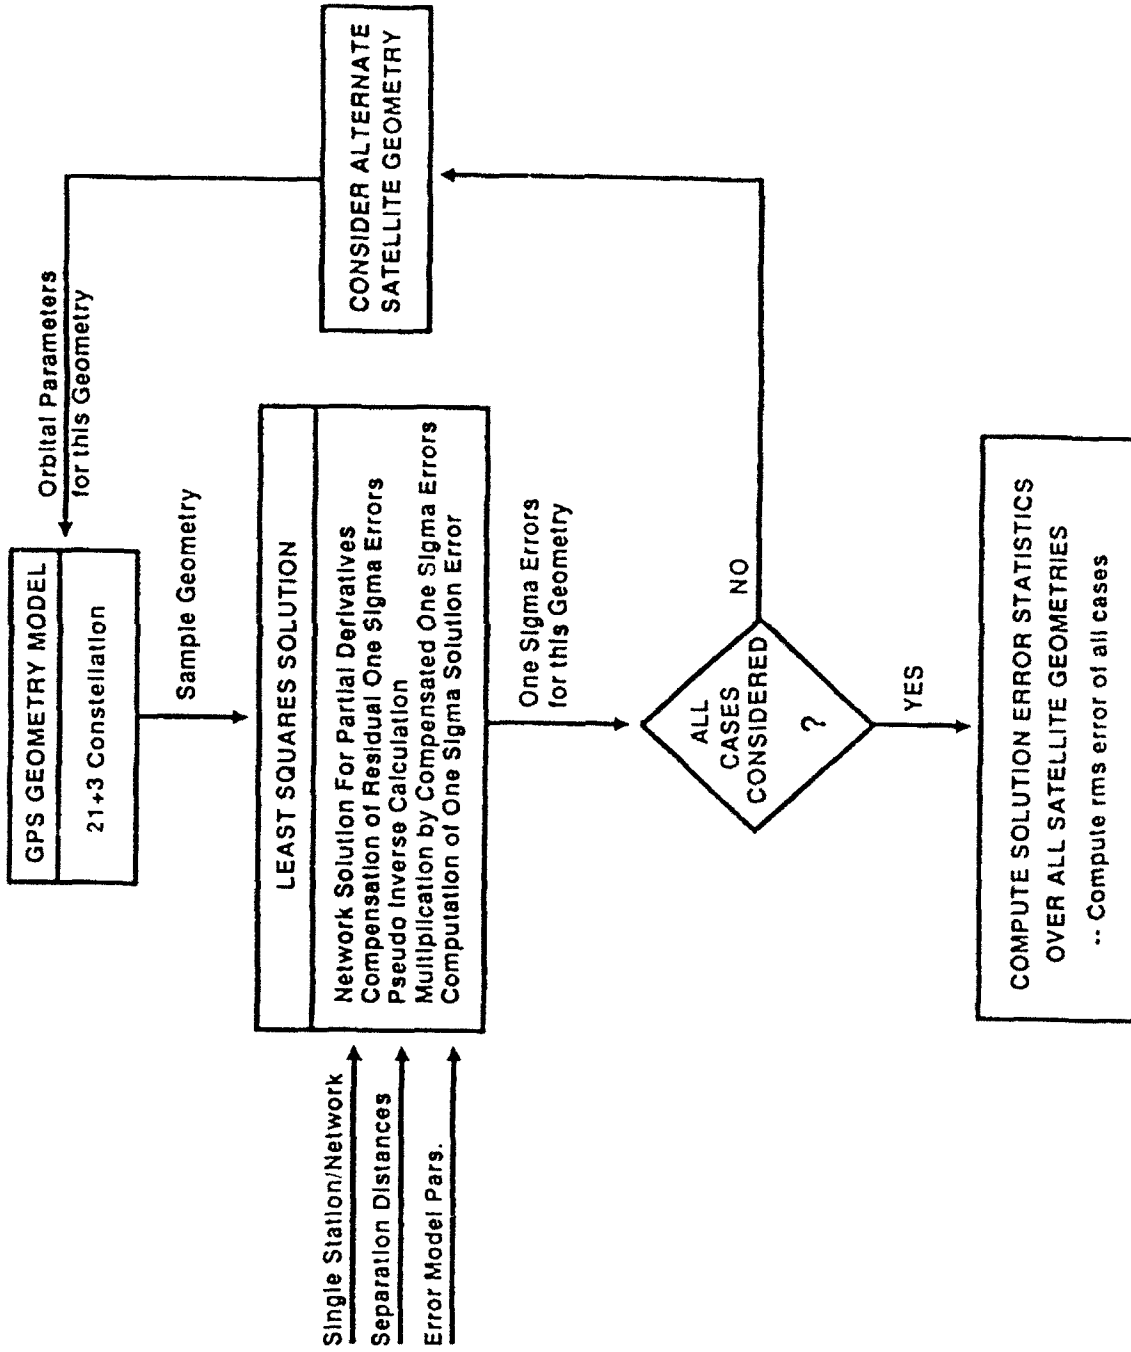 GPS GEOMETRY MODEL
21+3 Constellation
Orbital Parameters
for this Geometry
Sample Geometry
CONSIDER ALTERNATE
SATELLITE GEOMETRY
Single Station/Network
Separation Distances
Error Model Pars.
LEAST SQUARES SOLUTION
Network Solution For Partial Derivatives
Compensation of Residual One Sigma Errors
Pseudo Inverse Calculation
Multiplication by Compensated One Sigma Errors
Computation of One Sigma Solution Error
One Sigma Errors
for this Geometry
ALL
CASES
CONSIDERED
?
NO
YES
COMPUTE SOLUTION ERROR STATISTICS
OVER ALL SATELLITE GEOMETRIES
-- Compute rms error of all cases